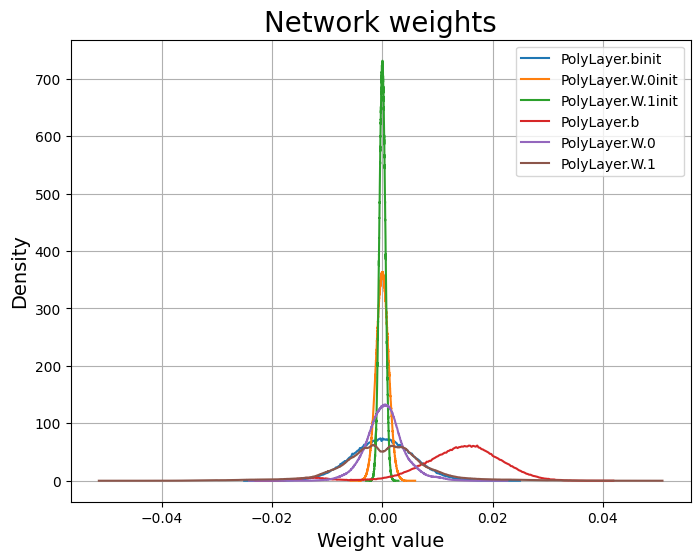 Network weights
PolyLayer.binit
PolyLayer.W.0init
PolyLayer.W.1init
PolyLayer.b
PolyLayer.W.0
PolyLayer.W.1
Density
700
600
500
400
300
200
100
0
−0.04
−0.02
0.00
0.02
0.04
Weight value